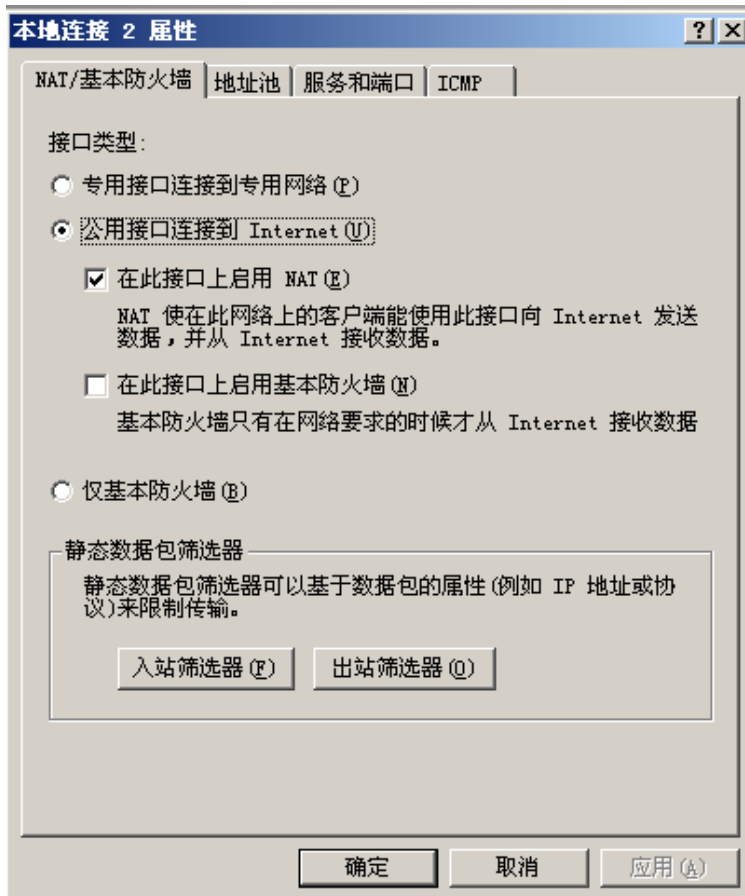 本地连接 2 属性
NAT/基本防火墙 地址池 服务和端口 ICMP
接口类型:
专用接口连接到专用网络(P)
公用接口连接到 Internet(U)
在此接口上启用 NAT(E)
NAT 使在此网络上的客户端能使用此接口向 Internet 发送
数据，并从 Internet 接收数据。
在此接口上启用基本防火墙(N)
基本防火墙只有在网络要求的时候才从 Internet 接收数据
仅基本防火墙(B)
静态数据包筛选器
静态数据包筛选器可以基于数据包的属性(例如 IP 地址或协
议)来限制传输。
入站筛选器(F) 出站筛选器(O)
确定 取消 应用(A)